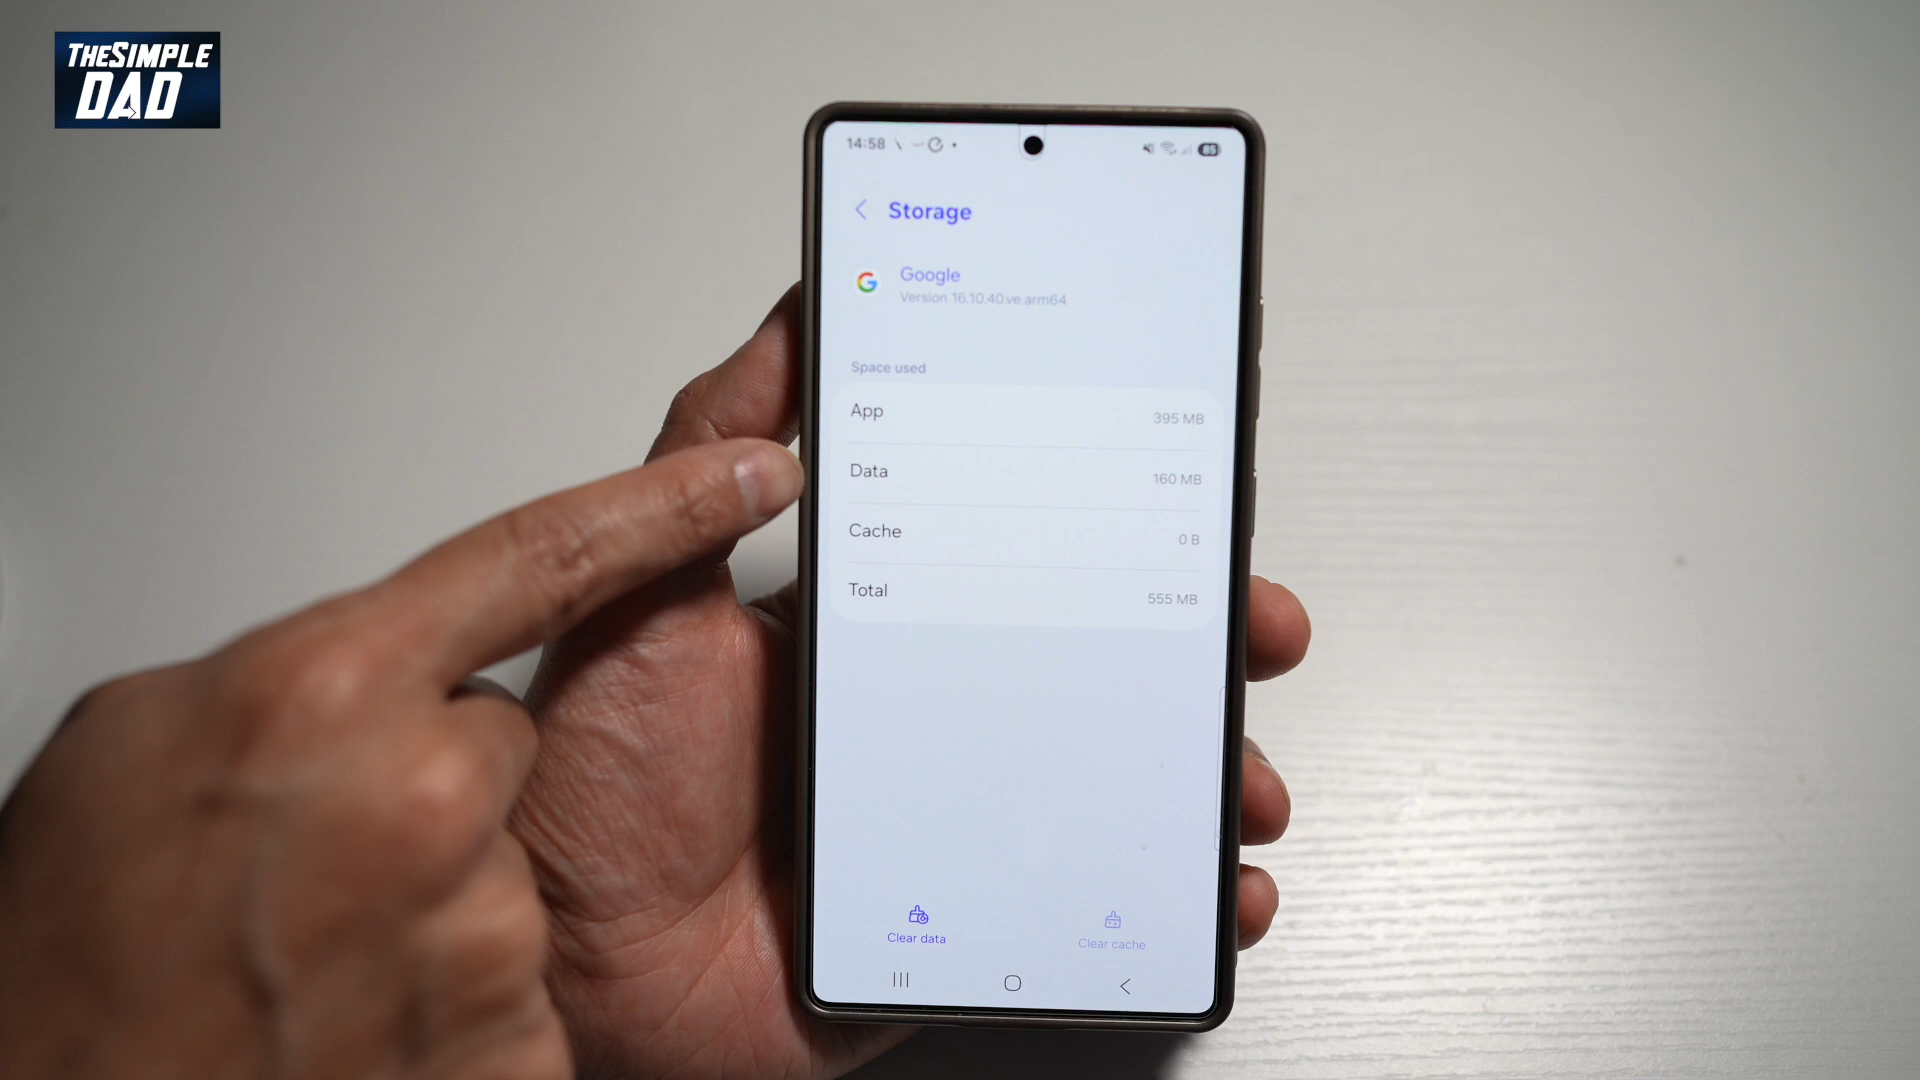 THESIMPLE
DAD
14:58
85
Storage
Google
Version 16.10.40.ve.arm64
Space used
App 395 MB
Data 160 MB
Cache 0 B
Total 555 MB
Clear data
Clear cache